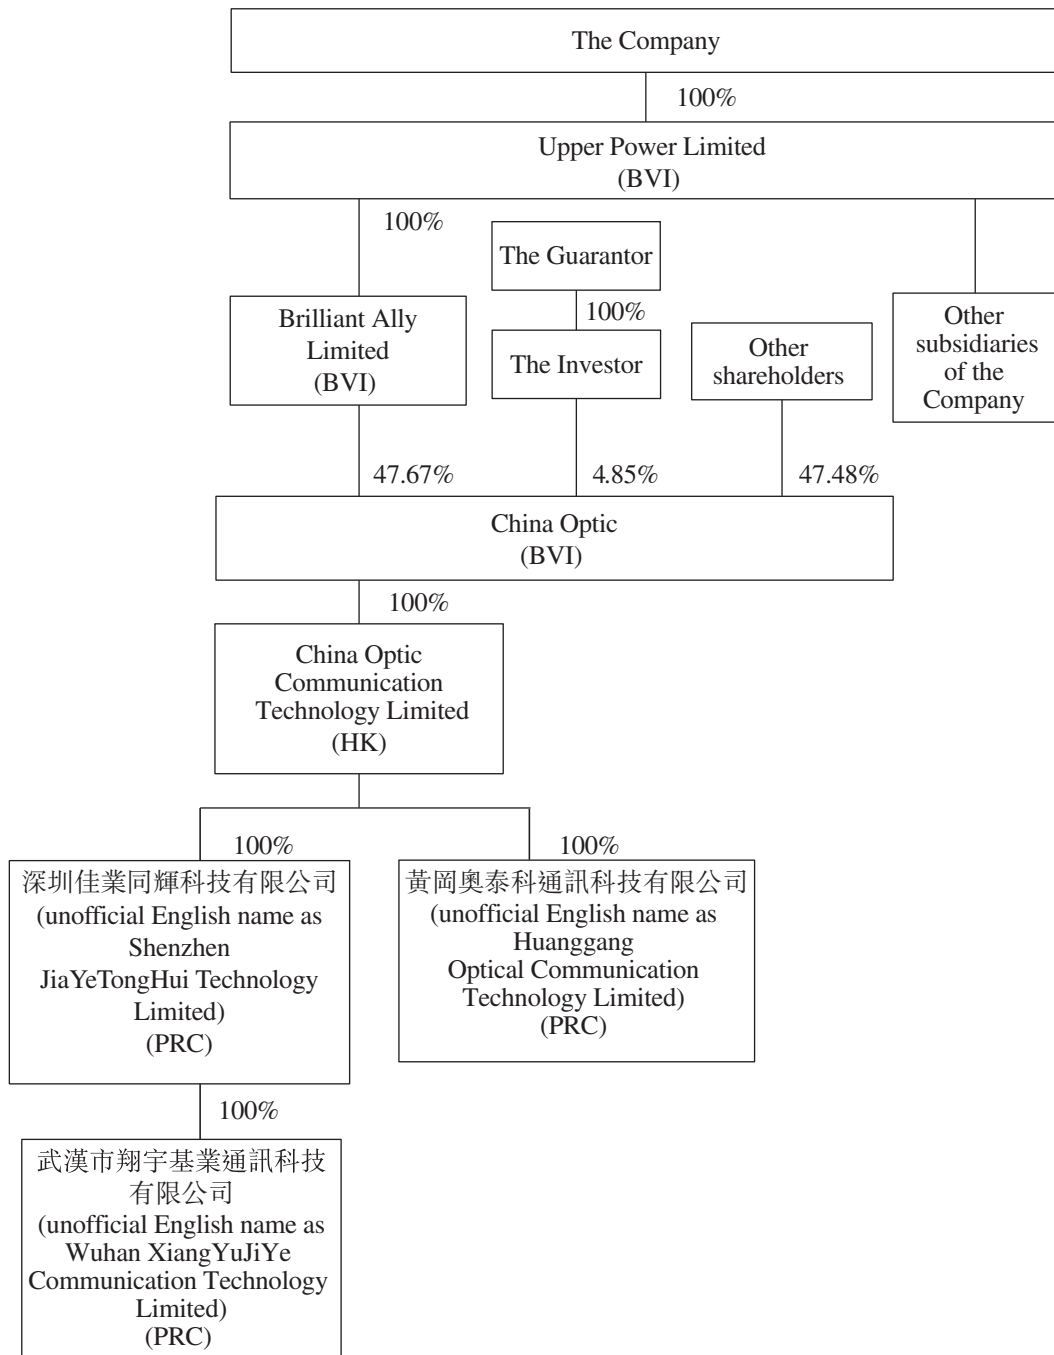 The Company
100%
Upper Power Limited
(BVI)
100%
The Guarantor
100%
Brilliant Ally
Limited
(BVI)
The Investor
Other
shareholders
Other
subsidiaries
of the
Company
47.67%
4.85%
47.48%
China Optic
(BVI)
100%
China Optic
Communication
Technology Limited
(HK)
100%
100%
深圳佳業同輝科技有限公司
(unofficial English name as
Shenzhen
JiaYeTongHui Technology
Limited)
(PRC)
黃岡奧泰科通訊科技有限公司
(unofficial English name as
Huanggang
Optical Communication
Technology Limited)
(PRC)
100%
武漢市翔宇基業通訊科技
有限公司
(unofficial English name as
Wuhan XiangYuJiYe
Communication Technology
Limited)
(PRC)